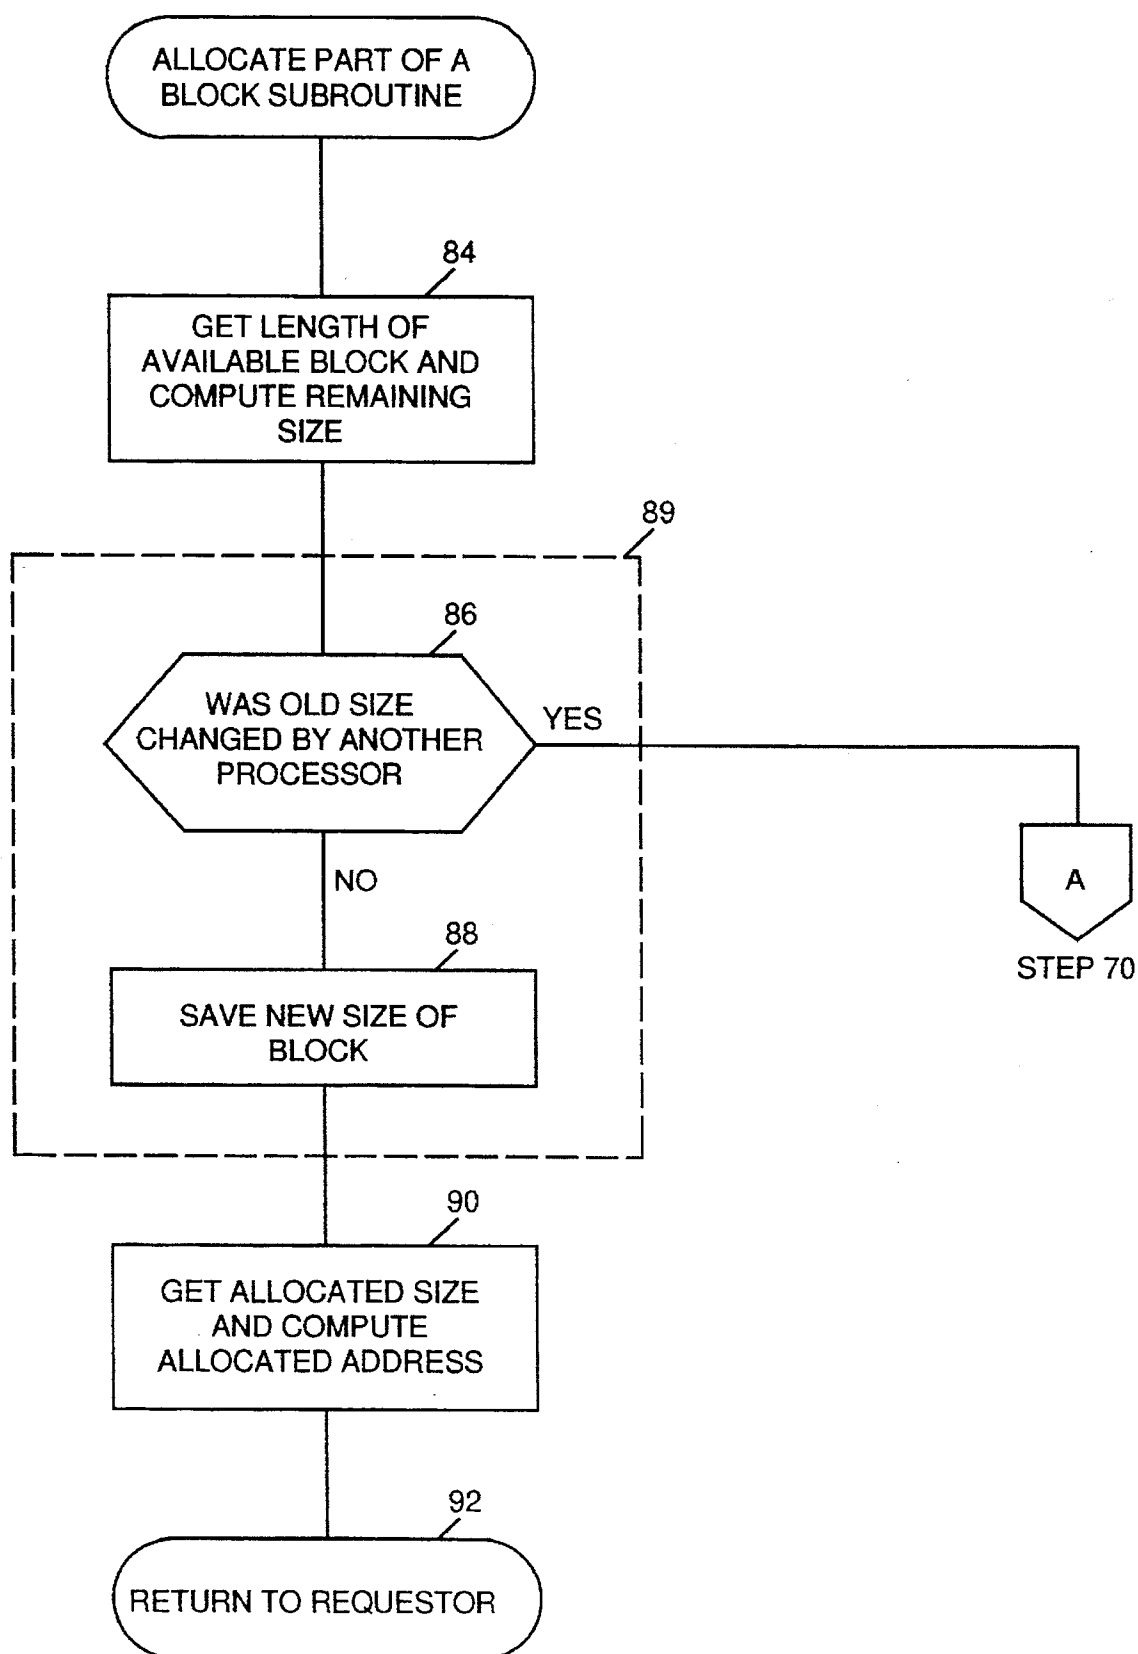 ALLOCATE PART OF A
BLOCK SUBROUTINE
84
GET LENGTH OF
AVAILABLE BLOCK AND
COMPUTE REMAINING
SIZE
89
86
WAS OLD SIZE
CHANGED BY ANOTHER
PROCESSOR
YES
NO
A
STEP 70
88
SAVE NEW SIZE OF
BLOCK
90
GET ALLOCATED SIZE
AND COMPUTE
ALLOCATED ADDRESS
92
RETURN TO REQUESTOR